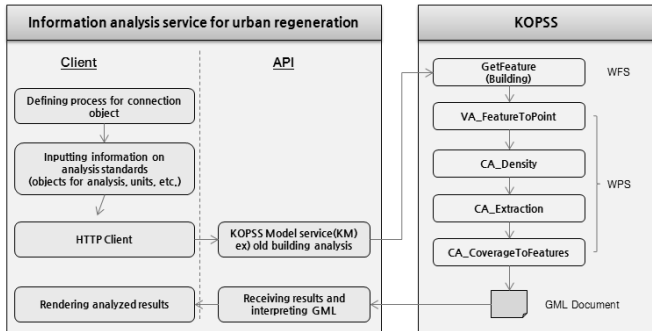 Information analysis service for urban regeneration
Client
API
Defining process for connection
object
Inputting information on
analysis standards
(objects for analysis, units, etc.)
HTTP Client
KOPSS Model service(KM)
ex) old building analysis
Rendering analyzed results
Receiving results and
interpreting GML
KOPSS
GetFeature
(Building)
WFS
VA_FeatureToPoint
CA_Density
WPS
CA_Extraction
CA_CoverageToFeatures
GML Document